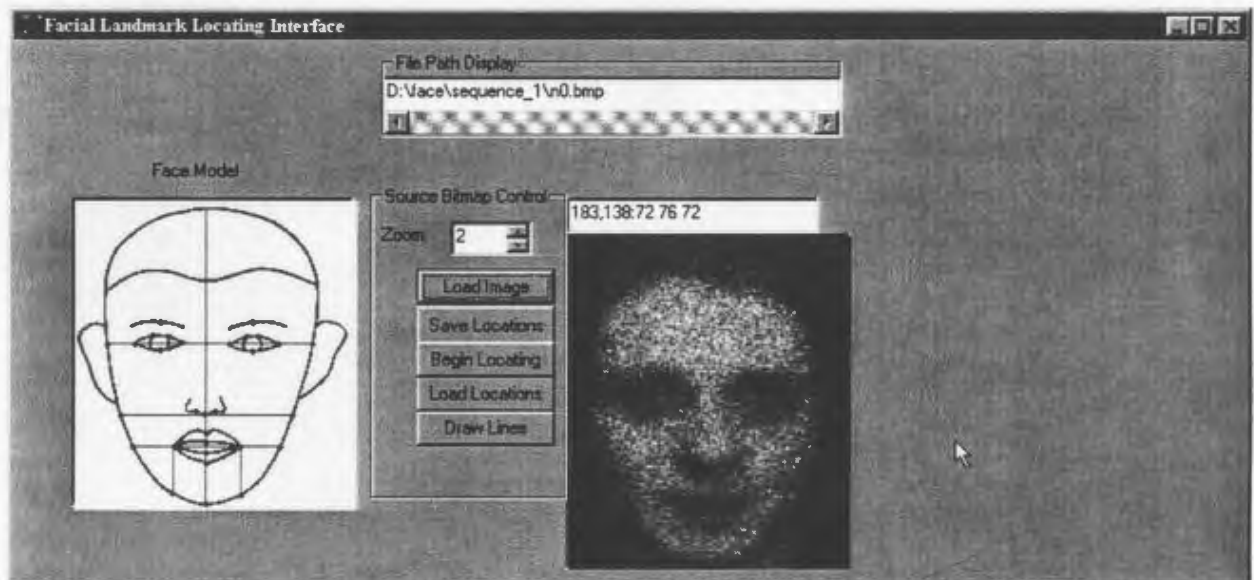 Facial Landmark Locating Interface
File Path Display
D:\face\sequence_1\n0.bmp
Face Model
Source Bitmap Control
183,138:72 76 72
Zoom
2
Load Image
Save Locations
Begin Locating
Load Locations
Draw Lines